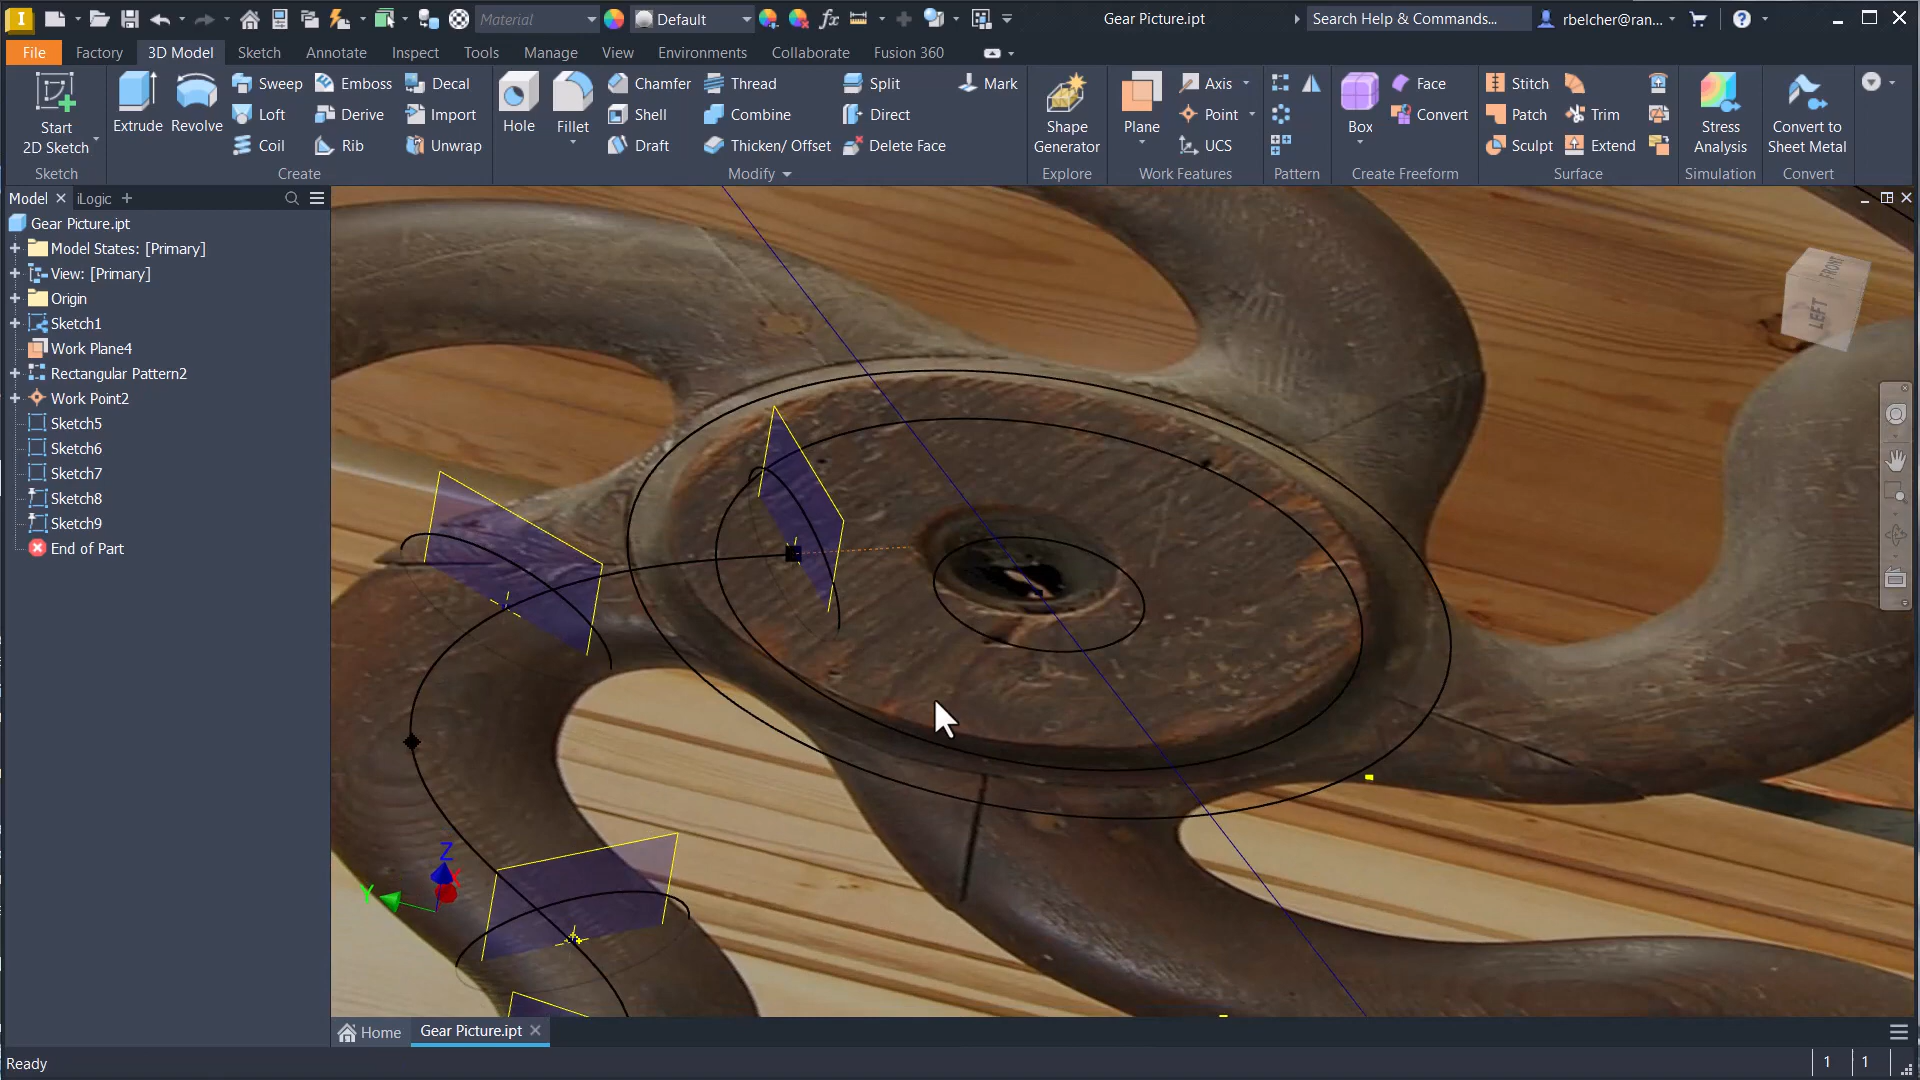 Material
Default
Gear Picture.ipt
Search Help & Commands...
rbelcher@ran...
File
Factory
3D Model
Sketch
Annotate
Inspect
Tools
Manage
View
Environments
Collaborate
Fusion 360
Start
2D Sketch
Sketch
Extrude
Revolve
Sweep
Loft
Coil
Emboss
Derive
Rib
Decal
Import
Unwrap
Create
Hole
Fillet
Chamfer
Shell
Draft
Thread
Combine
Thicken/ Offset
Split
Direct
Delete Face
Mark
Modify
Shape
Generator
Explore
Plane
Axis
Point
UCS
Work Features
Pattern
Box
Face
Convert
Create Freeform
Stitch
Patch
Sculpt
Trim
Extend
Surface
Stress
Analysis
Simulation
Convert to
Sheet Metal
Convert
Model
iLogic
Gear Picture.ipt
Model States: [Primary]
View: [Primary]
Origin
Sketch1
Work Plane4
Rectangular Pattern2
Work Point2
Sketch5
Sketch6
Sketch7
Sketch8
Sketch9
End of Part
FRONT
LEFT
Z
Y
X
Home
Gear Picture.ipt
Ready
1
1